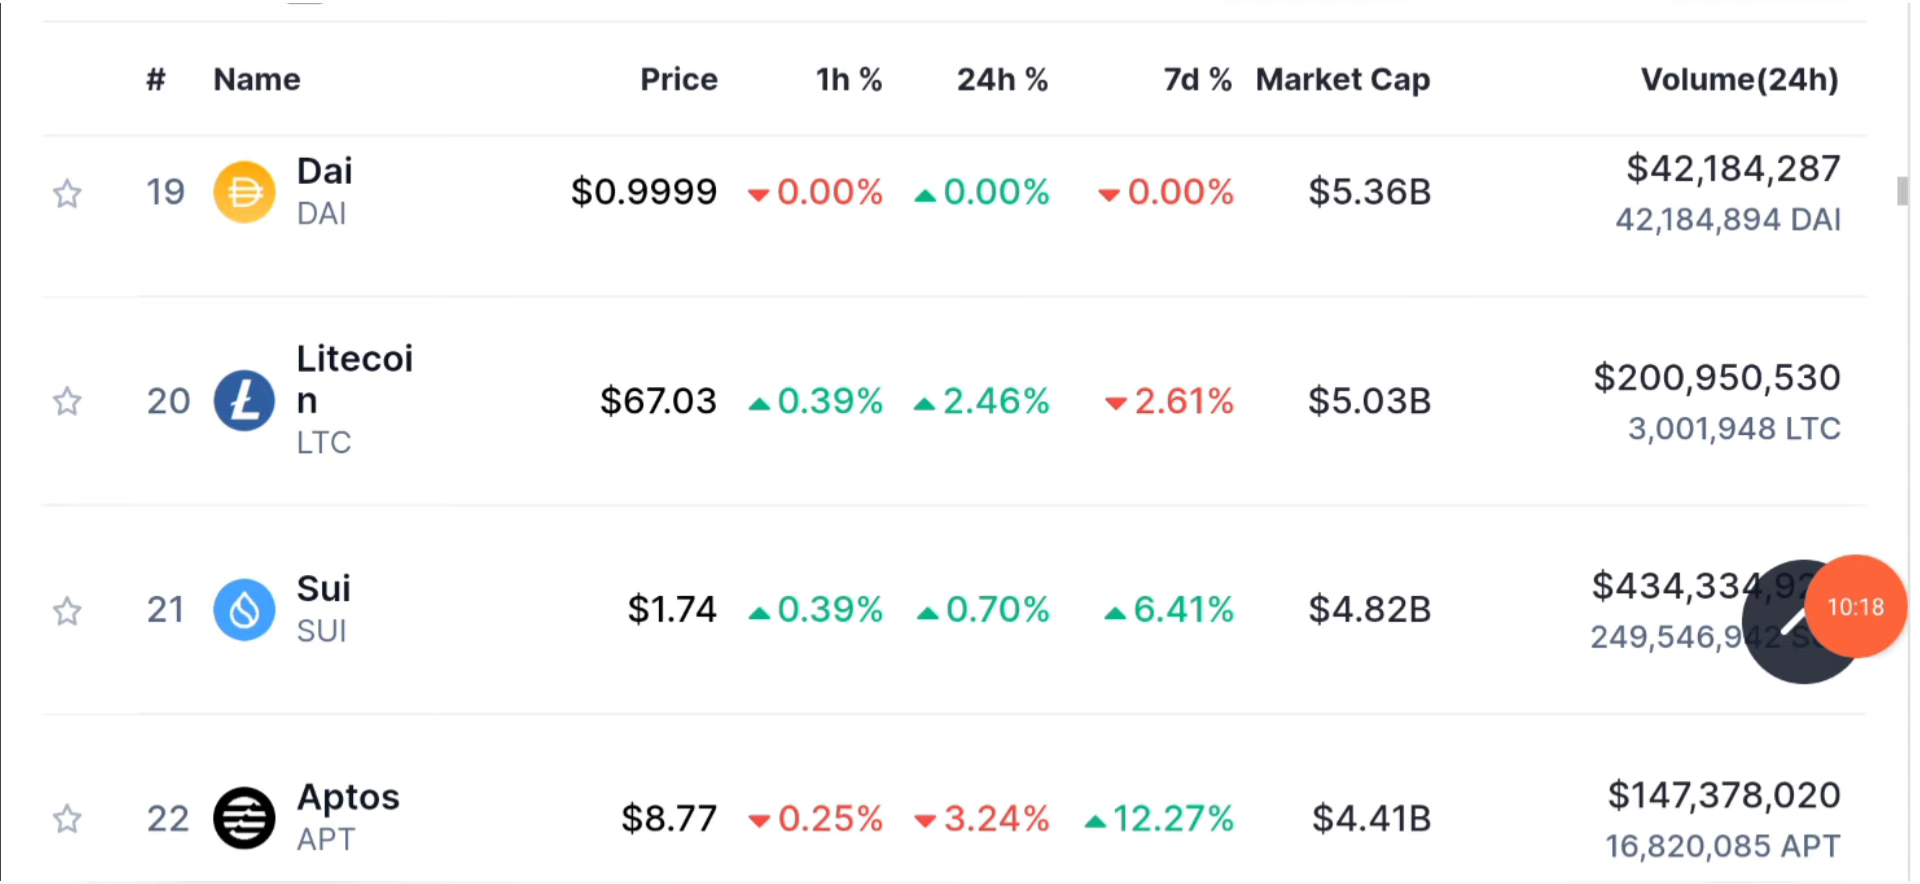 # Name Price 1h % 24h % 7d % Market Cap Volume(24h)
Dai
19 $0.9999 0.00% 0.00% 0.00% $5.36B $42,184,287
DAI 42,184,894 DAI
Litecoi
n
20 $67.03 0.39% 2.46% 2.61% $5.03B $200,950,530
LTC 3,001,948 LTC
Sui
21 $1.74 0.39% 0.70% 6.41% $4.82B
SUI
10:18
Aptos
22 $8.77 0.25% 3.24% 12.27% $4.41B $147,378,020
APT 16,820,085 APT